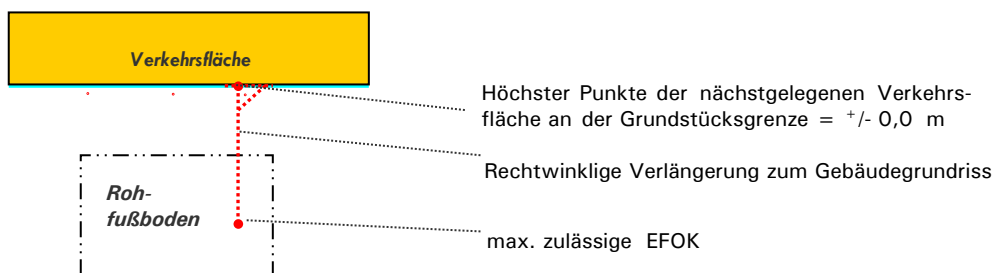 Verkehrsfläche
Höchster Punkte der nächstgelegenen Verkehrs-
fläche an der Grundstücksgrenze = +/- 0,0 m
Rechtwinklige Verlängerung zum Gebäudegrundriss
Roh-
fußboden
max. zulässige EFOK